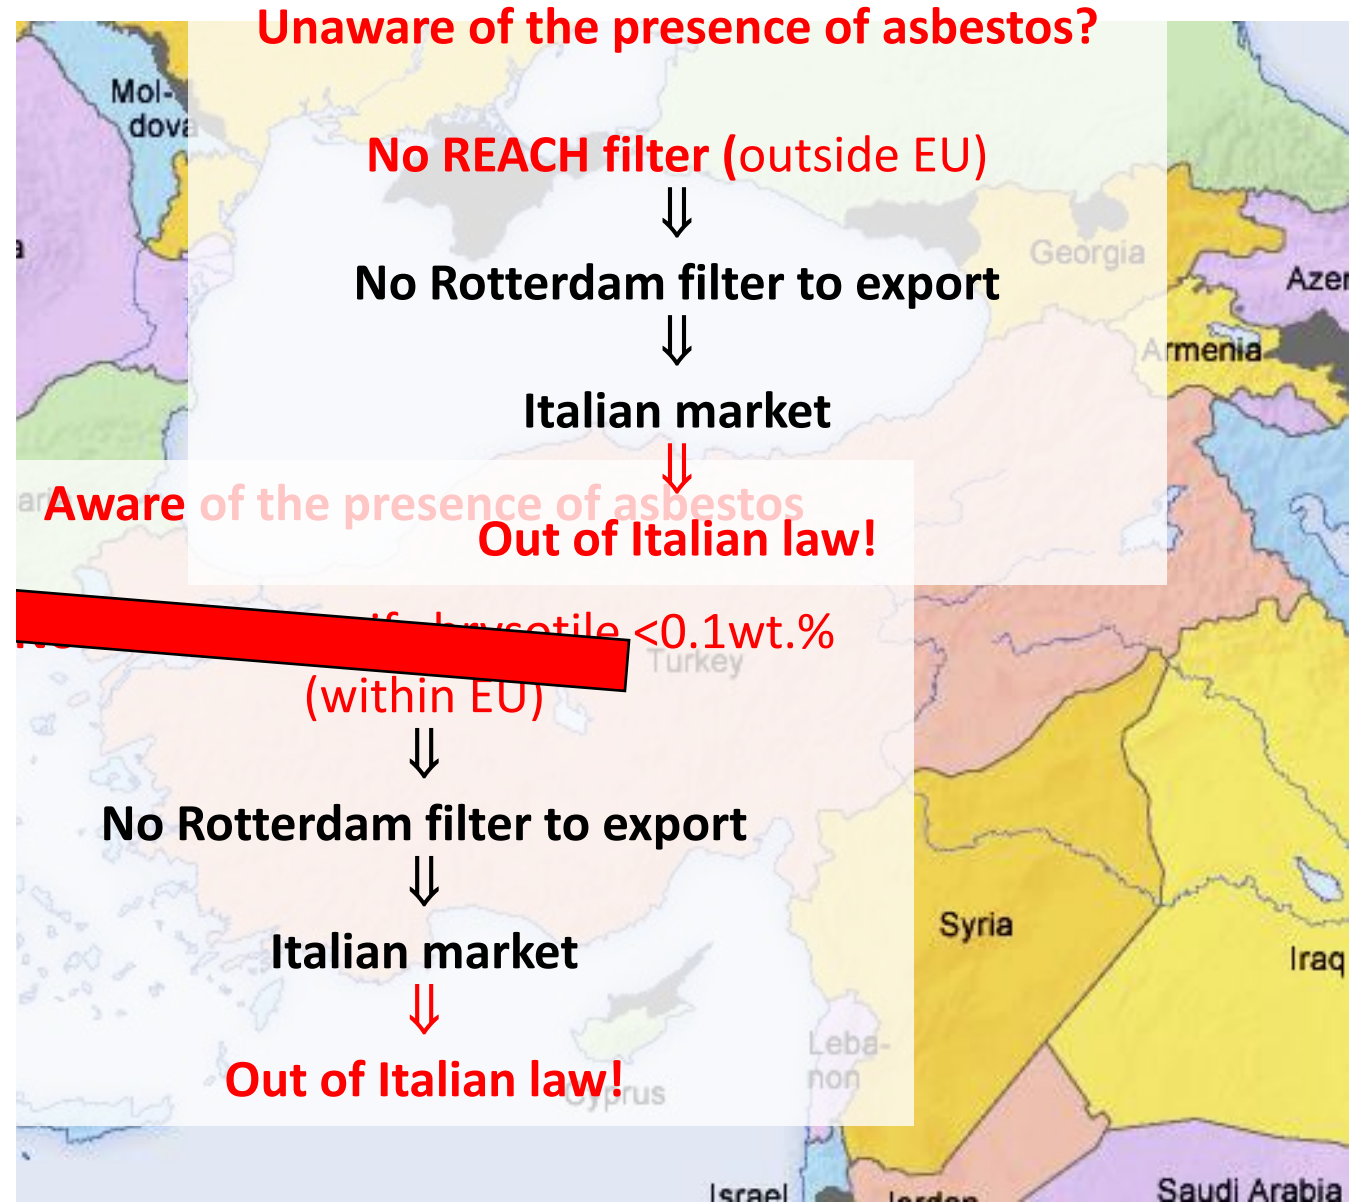 Unaware of the presence of asbestos?
No REACH filter (outside EU)
⇓
No Rotterdam filter to export
⇓
Italian market
⇓
Out of Italian law!
Aware of the presence of asbestos
if chrysotile <0.1wt.%
(within EU)
⇓
No Rotterdam filter to export
⇓
Italian market
⇓
Out of Italian law!
Mol-
dova
Georgia
Azer
Armenia
Turkey
Syria
Iraq
Leba-
non
Cyprus
Israel
Jordan
Saudi Arabia